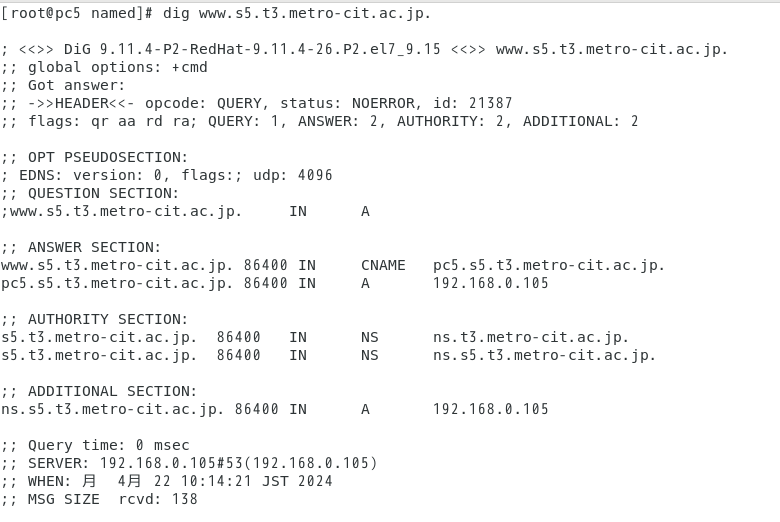 [root@pc5 named]# dig www.s5.t3.metro-cit.ac.jp.
; <<>> DiG 9.11.4-P2-RedHat-9.11.4-26.P2.el7_9.15 <<>> www.s5.t3.metro-cit.ac.jp.
;; global options: +cmd
;; Got answer:
;; ->>HEADER<<- opcode: QUERY, status: NOERROR, id: 21387
;; flags: qr aa rd ra; QUERY: 1, ANSWER: 2, AUTHORITY: 2, ADDITIONAL: 2
;; OPT PSEUDOSECTION:
; EDNS: version: 0, flags:; udp: 4096
;; QUESTION SECTION:
;www.s5.t3.metro-cit.ac.jp. IN A
;; ANSWER SECTION:
www.s5.t3.metro-cit.ac.jp. 86400 IN CNAME pc5.s5.t3.metro-cit.ac.jp.
pc5.s5.t3.metro-cit.ac.jp. 86400 IN A 192.168.0.105
;; AUTHORITY SECTION:
s5.t3.metro-cit.ac.jp. 86400 IN NS ns.t3.metro-cit.ac.jp.
s5.t3.metro-cit.ac.jp. 86400 IN NS ns.s5.t3.metro-cit.ac.jp.
;; ADDITIONAL SECTION:
ns.s5.t3.metro-cit.ac.jp. 86400 IN A 192.168.0.105
;; Query time: 0 msec
;; SERVER: 192.168.0.105#53(192.168.0.105)
;; WHEN: 月 4月 22 10:14:21 JST 2024
;; MSG SIZE rcvd: 138